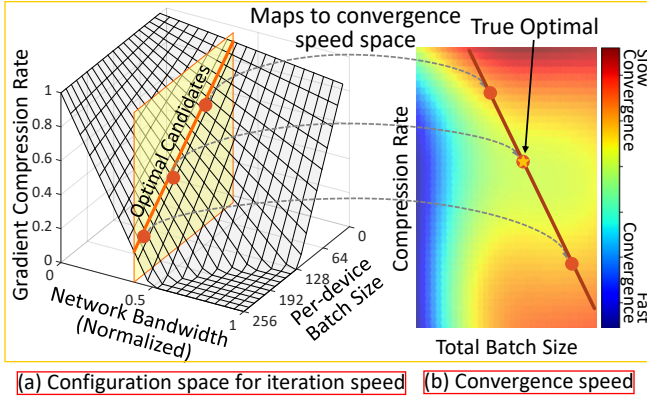 Maps to convergence
speed space
True Optimal
Gradient Compression Rate
1
0.8
0.6
0.4
0.2
0
Optimal Candidates
0
0.5
1
Network Bandwidth
(Normalized)
0
64
128
192
256
Per-device
Batch Size
Compression Rate
Total Batch Size
Slow
Convergence
Fast
Convergence
(a) Configuration space for iteration speed
(b) Convergence speed